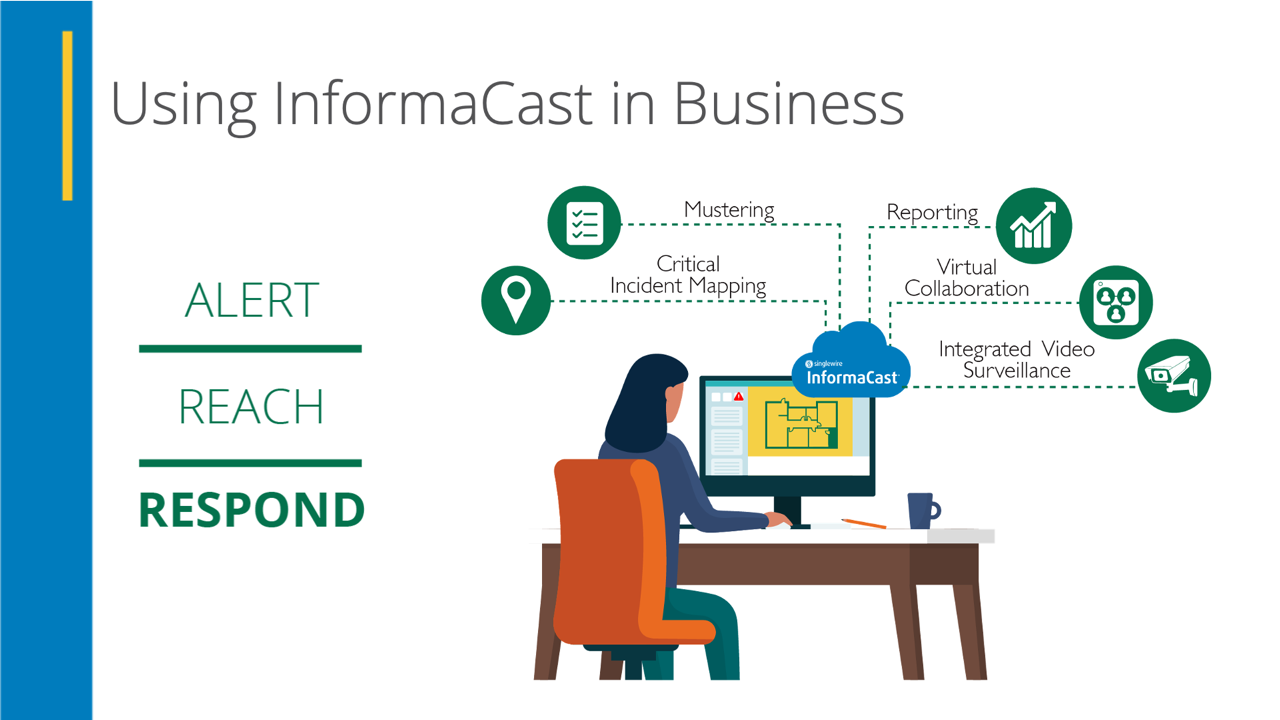 Using InformaCast in Business
ALERT
REACH
RESPOND
Mustering
Critical
Incident Mapping
Reporting
Virtual
Collaboration
Integrated Video
Surveillance
singlewire
InformaCast